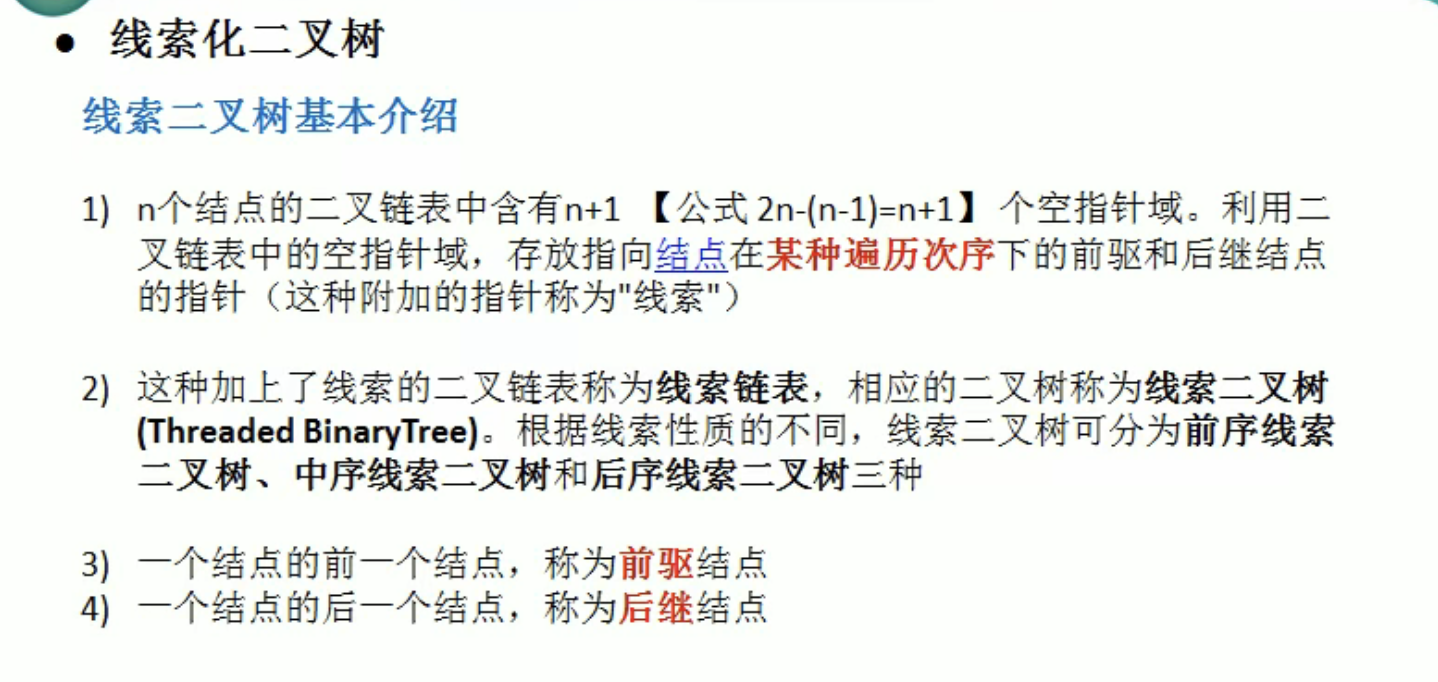 ● 线索化二叉树
线索二叉树基本介绍
1) n个结点的二叉链表中含有n+1 【公式 2n-(n-1)=n+1】 个空指针域。利用二
叉链表中的空指针域，存放指向结点在某种遍历次序下的前驱和后继结点
的指针（这种附加的指针称为"线索"）
2) 这种加上了线索的二叉链表称为线索链表，相应的二叉树称为线索二叉树
(Threaded BinaryTree)。根据线索性质的不同，线索二叉树可分为前序线索
二叉树、中序线索二叉树和后序线索二叉树三种
3) 一个结点的前一个结点，称为前驱结点
4) 一个结点的后一个结点，称为后继结点